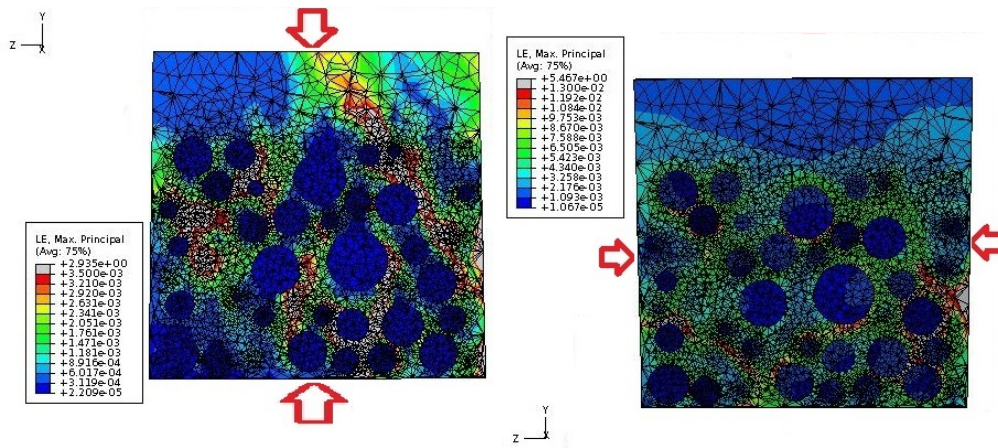 Y
Z
X
LE, Max. Principal
(Avg: 75%)
+2.935e+00
+3.500e-03
+3.210e-03
+2.920e-03
+2.631e-03
+2.341e-03
+2.051e-03
+1.761e-03
+1.471e-03
+1.181e-03
+8.916e-04
+6.017e-04
+3.119e-04
+2.209e-05
LE, Max. Principal
(Avg: 75%)
+5.467e+00
+1.300e-02
+1.192e-02
+1.084e-02
+9.753e-03
+8.670e-03
+7.588e-03
+6.505e-03
+5.423e-03
+4.340e-03
+3.258e-03
+2.176e-03
+1.093e-03
+1.067e-05
Y
Z
X